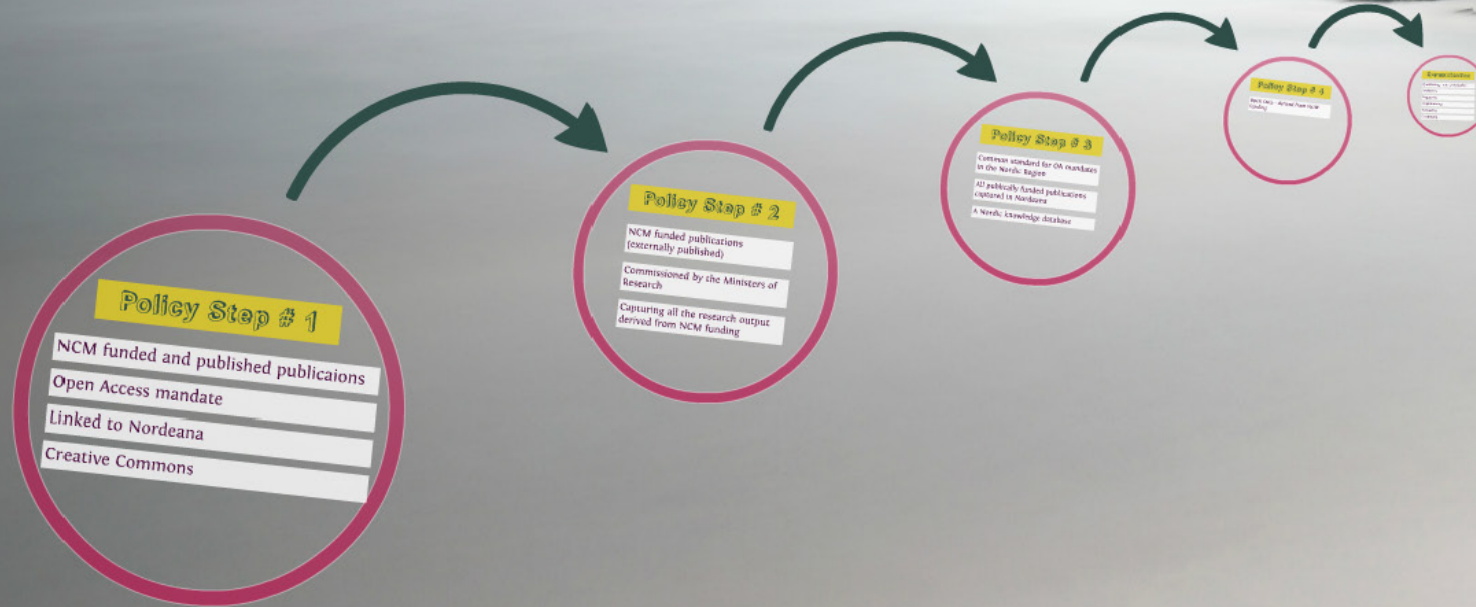 Policy Step # 1
NCM funded and published publicaions
Open Access mandate
Linked to Nordeana
Creative Commons
Policy Step # 2
NCM funded publications
(externally published)
Commissioned by the Ministers of
Research
Capturing all the research output
derived from NCM funding
Policy Step # 3
Common standard for OA mandates
in the Nordic Region
All publically funded publications
captured in Nordeana
A Nordic knowledge database
Policy Step # 4
funding